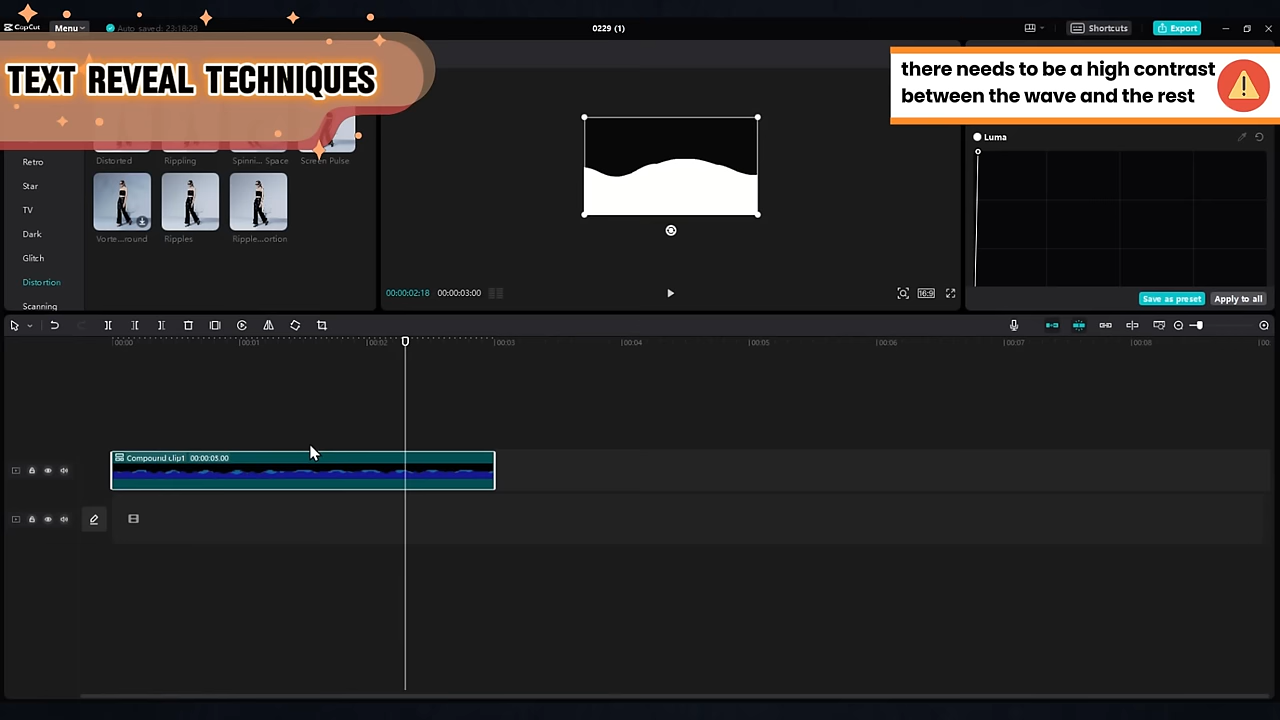 CapCut
Menu
Auto saved: 23:18:28
0229 (1)
Shortcuts
Export
TEXT REVEAL TECHNIQUES
there needs to be a high contrast
between the wave and the rest
Luma
Distorted
Rippling
Spinni... Space
Screen Pulse
Retro
Star
TV
Dark
Glitch
Distortion
Scanning
Vorte...round
Ripples
Ripple...ortion
00:00:02:18
00:00:03:00
16:9
Save as preset
Apply to all
00:00
00:01
00:02
00:03
00:04
00:05
00:06
00:07
00:08
00:
Compound clip1
00:00:05:00